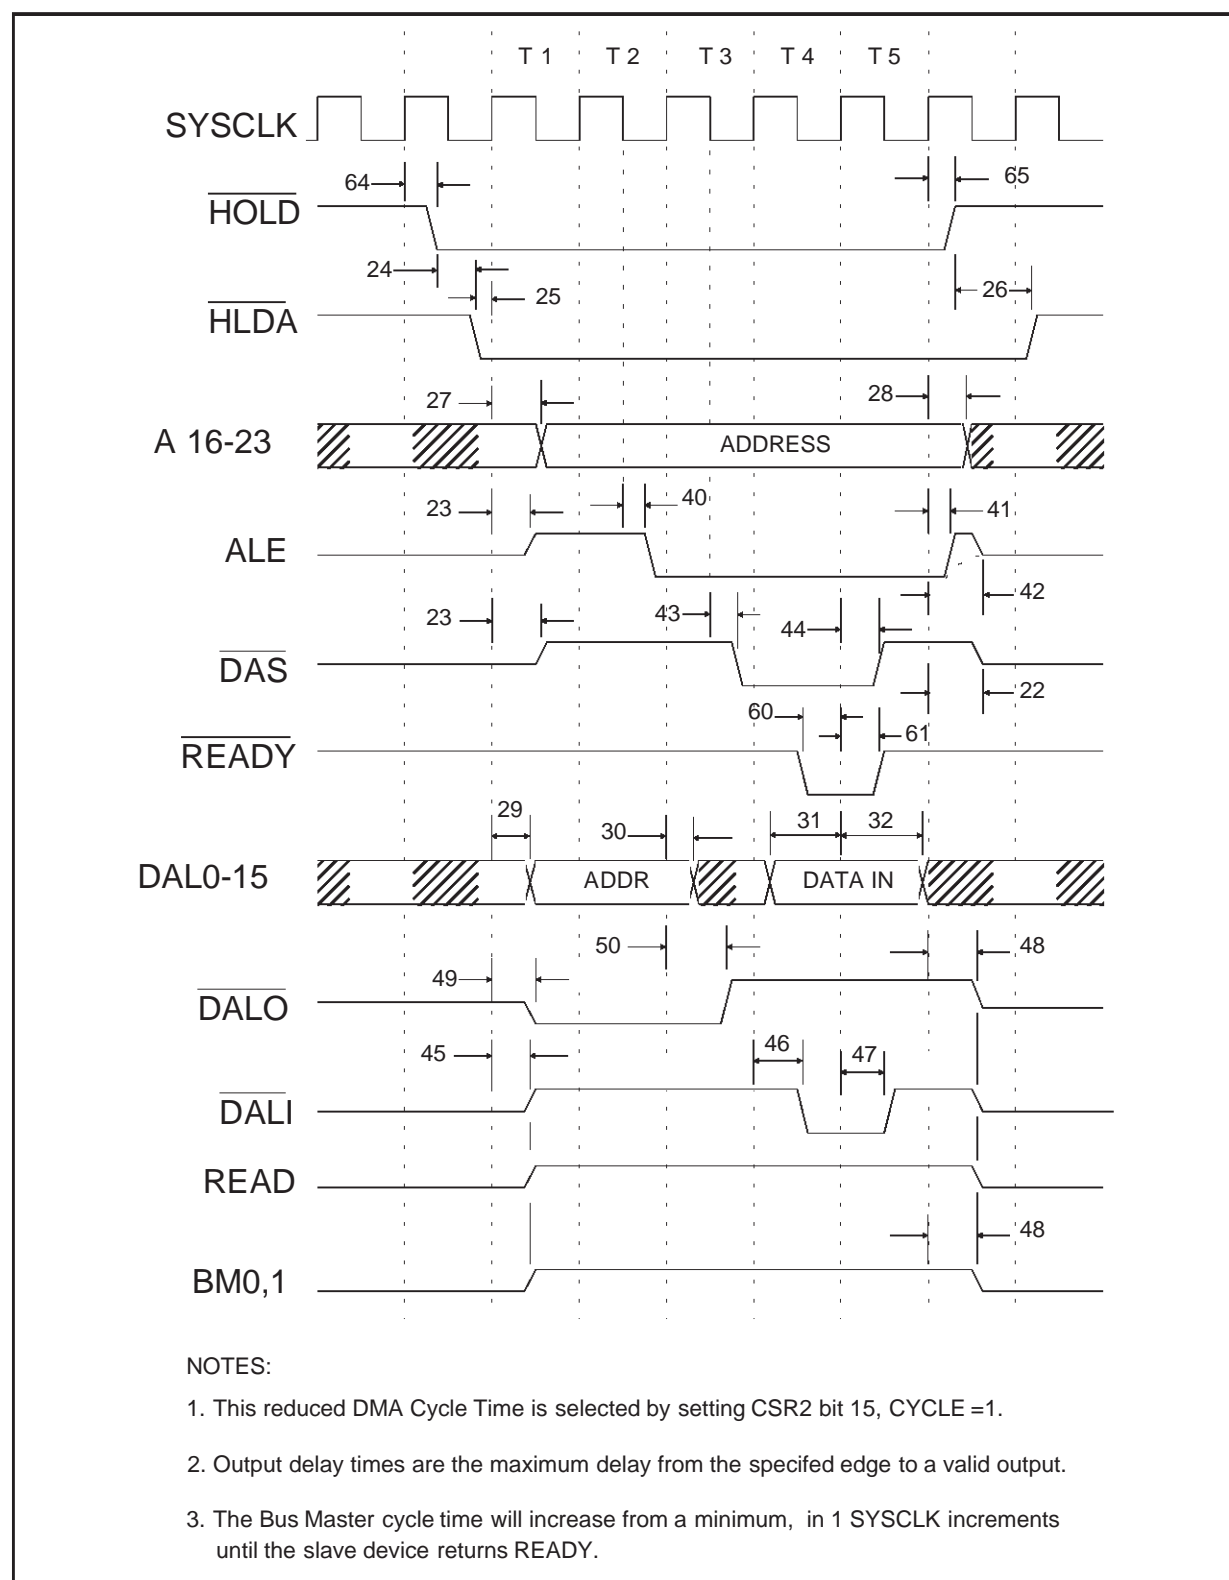 T 1 T 2 T 3 T 4 T 5
SYSCLK
64 65
HOLD
24 25 26
HLDA
27 28
A 16-23 ADDRESS
23 40 41
ALE
42
23 43 44
DAS
22
60 61
READY
29 30 31 32
DAL0-15 ADDR DATA IN
50 48
49
DALO
45 46 47
DALI
READ
48
BM0,1
NOTES:
1. This reduced DMA Cycle Time is selected by setting CSR2 bit 15, CYCLE =1.
2. Output delay times are the maximum delay from the specifed edge to a valid output.
3. The Bus Master cycle time will increase from a minimum, in 1 SYSCLK increments
until the slave device returns READY.